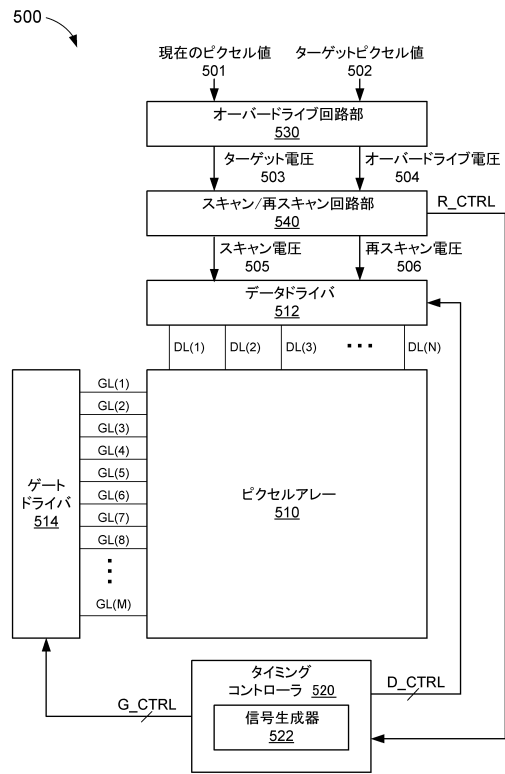 500
現在のピクセル値
501
ターゲットピクセル値
502
オーバードライブ回路部
530
ターゲット電圧
503
オーバードライブ電圧
504
スキャン/再スキャン回路部
540
R_CTRL
スキャン電圧
505
再スキャン電圧
506
データドライバ
512
DL(1)
DL(2)
DL(3)
DL(N)
GL(1)
GL(2)
GL(3)
GL(4)
GL(5)
GL(6)
GL(7)
GL(8)
GL(M)
ゲート
ドライバ
514
ピクセルアレー
510
タイミング
コントローラ 520
信号生成器
522
G_CTRL
D_CTRL